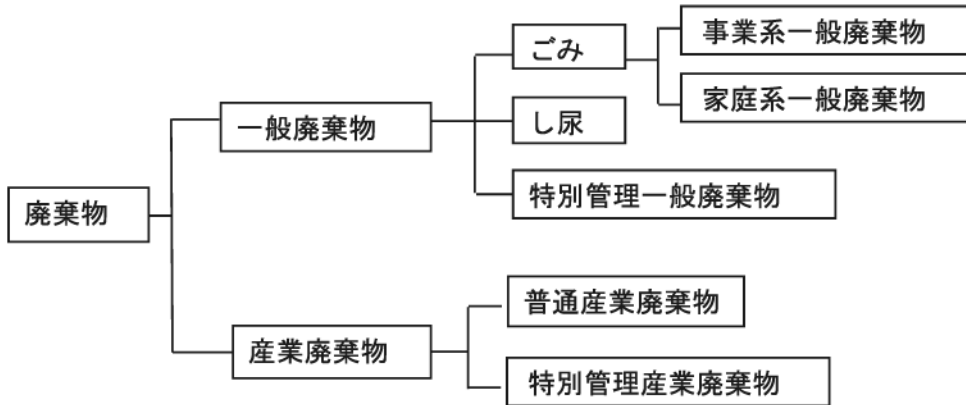 廃棄物
一般廃棄物
ごみ
事業系一般廃棄物
家庭系一般廃棄物
し尿
特別管理一般廃棄物
産業廃棄物
普通産業廃棄物
特別管理産業廃棄物